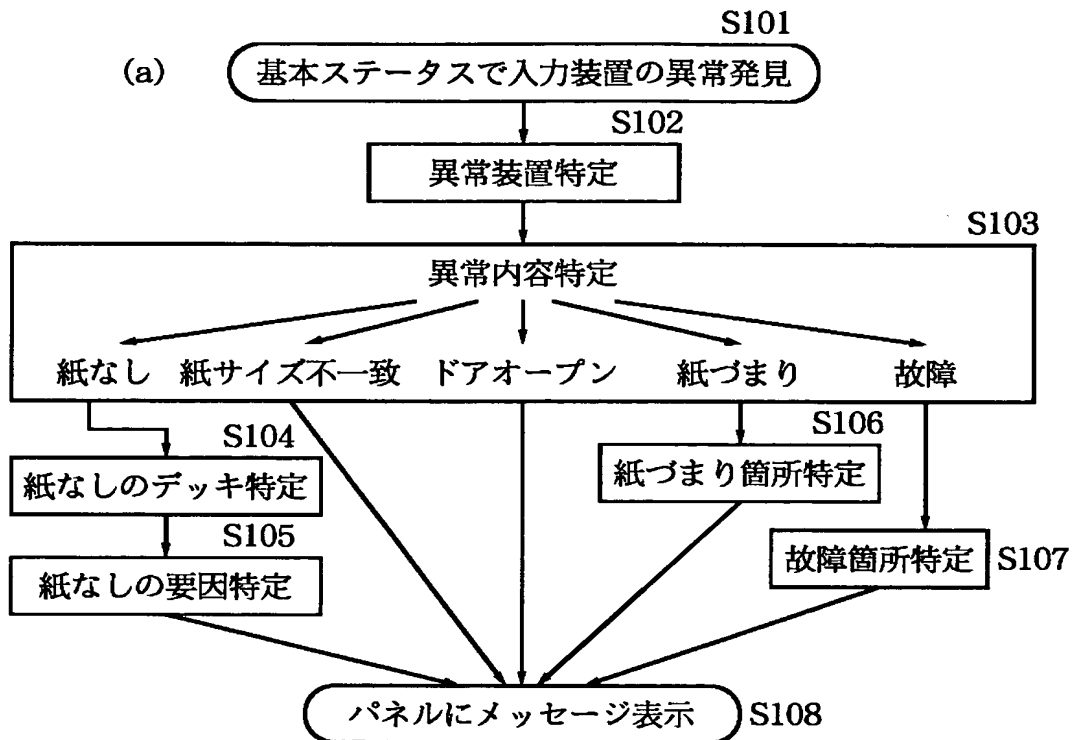 S101
(a) 基本ステータスで入力装置の異常発見
S102
異常装置特定
S103
異常内容特定
紙なし 紙サイズ不一致 ドアオープン 紙づまり 故障
S104
紙なしのデッキ特定
S106
紙づまり箇所特定
S105
紙なしの要因特定
故障箇所特定 S107
パネルにメッセージ表示 S108